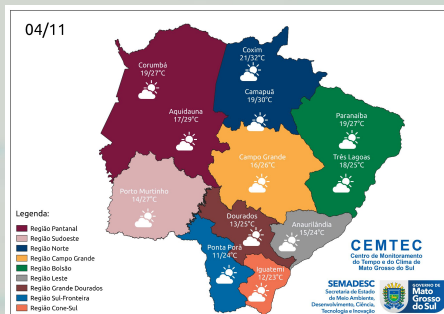 04/11
Coxim
21/32°C
Corumbá
19/27°C
Camapuã
19/30°C
Aquidauna
17/29°C
Paranaíba
19/27°C
Campo Grande
16/26°C
Três Lagoas
18/25°C
Porto Murtinho
14/27°C
Dourados
13/25°C
Anaurilândia
15/24°C
Ponta Porã
11/24°C
Iguatemi
12/23°C
Legenda:
Região Pantanal
Região Sudoeste
Região Norte
Região Campo Grande
Região Bolsão
Região Leste
Região Grande Dourados
Região Sul-Fronteira
Região Cone-Sul
CEMTEC
Centro de Monitoramento
do Tempo e do Clima de
Mato Grosso do Sul
SEMADESC
Secretaria de Estado
de Meio Ambiente,
Desenvolvimento, Ciência,
Tecnologia e Inovação
GOVERNO DE
Mato
Grosso
do Sul